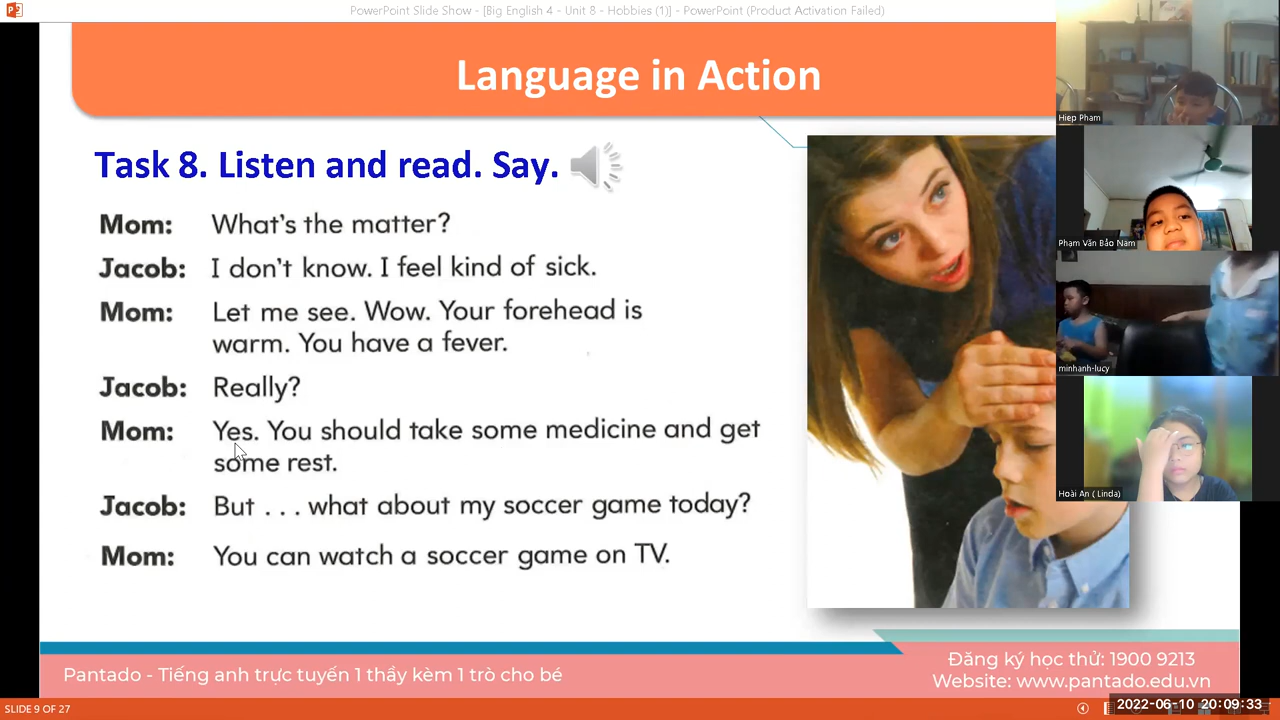 PowerPoint Slide Show - [Big English 4 - Unit 8 - Hobbies (1)] - PowerPoint (Product Activation Failed)
Language in Action
Task 8. Listen and read. Say.
Mom: What's the matter?
Jacob: I don't know. I feel kind of sick.
Mom: Let me see. Wow. Your forehead is
warm. You have a fever.
Jacob: Really?
Mom: Yes. You should take some medicine and get
some rest.
Jacob: But . . . what about my soccer game today?
Mom: You can watch a soccer game on TV.
Hiep Pham
Phạm Văn Bảo Nam
minhanh-lucy
Hoài An ( Linda)
Pantado - Tiếng anh trực tuyến 1 thầy kèm 1 trò cho bé
Đăng ký học thử: 1900 9213
Website: www.pantado.edu.vn
SLIDE 9 OF 27
2022-06-10 20:09:33